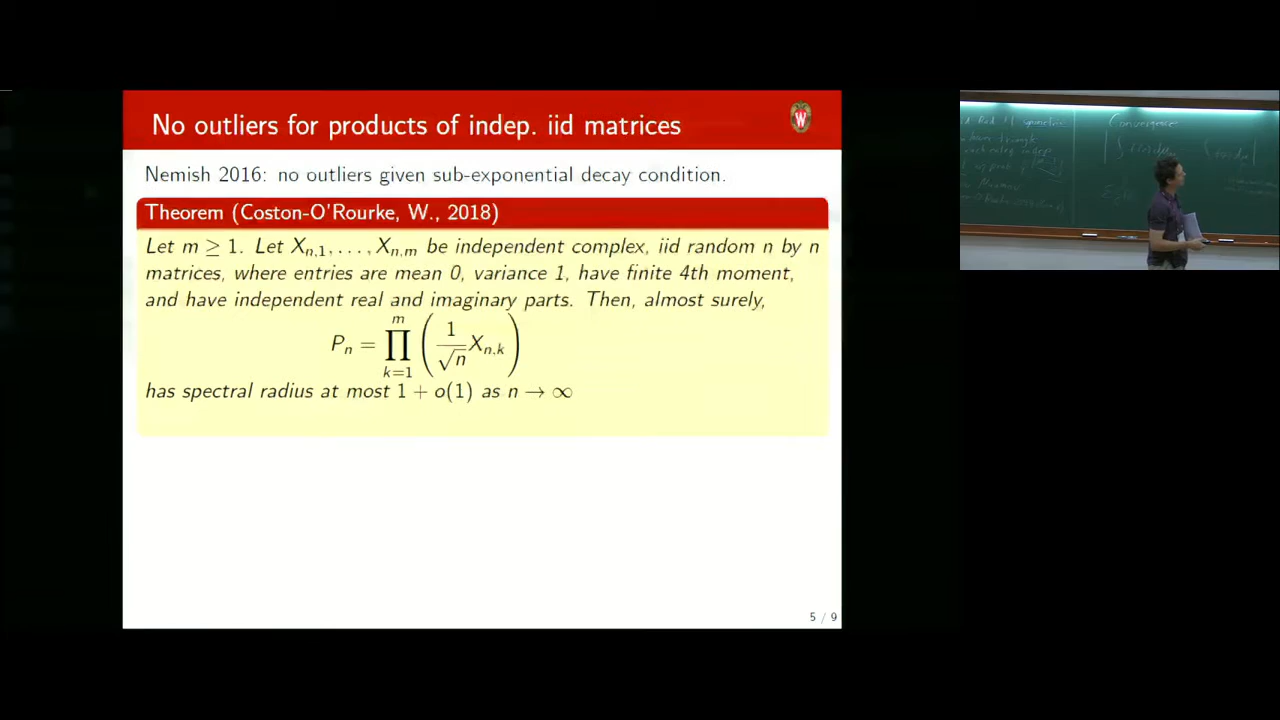 No outliers for products of indep. iid matrices
W
Nemish 2016: no outliers given sub-exponential decay condition.
Theorem (Coston-O'Rourke, W., 2018)
Let m ≥ 1. Let X_{n,1}, . . . , X_{n,m} be independent complex, iid random n by n
matrices, where entries are mean 0, variance 1, have finite 4th moment,
and have independent real and imaginary parts. Then, almost surely,
P_n = ∏_{k=1}^{m} ( \frac{1}{\sqrt{n}} X_{n,k} )
has spectral radius at most 1 + o(1) as n → ∞
5 / 9
Convergence